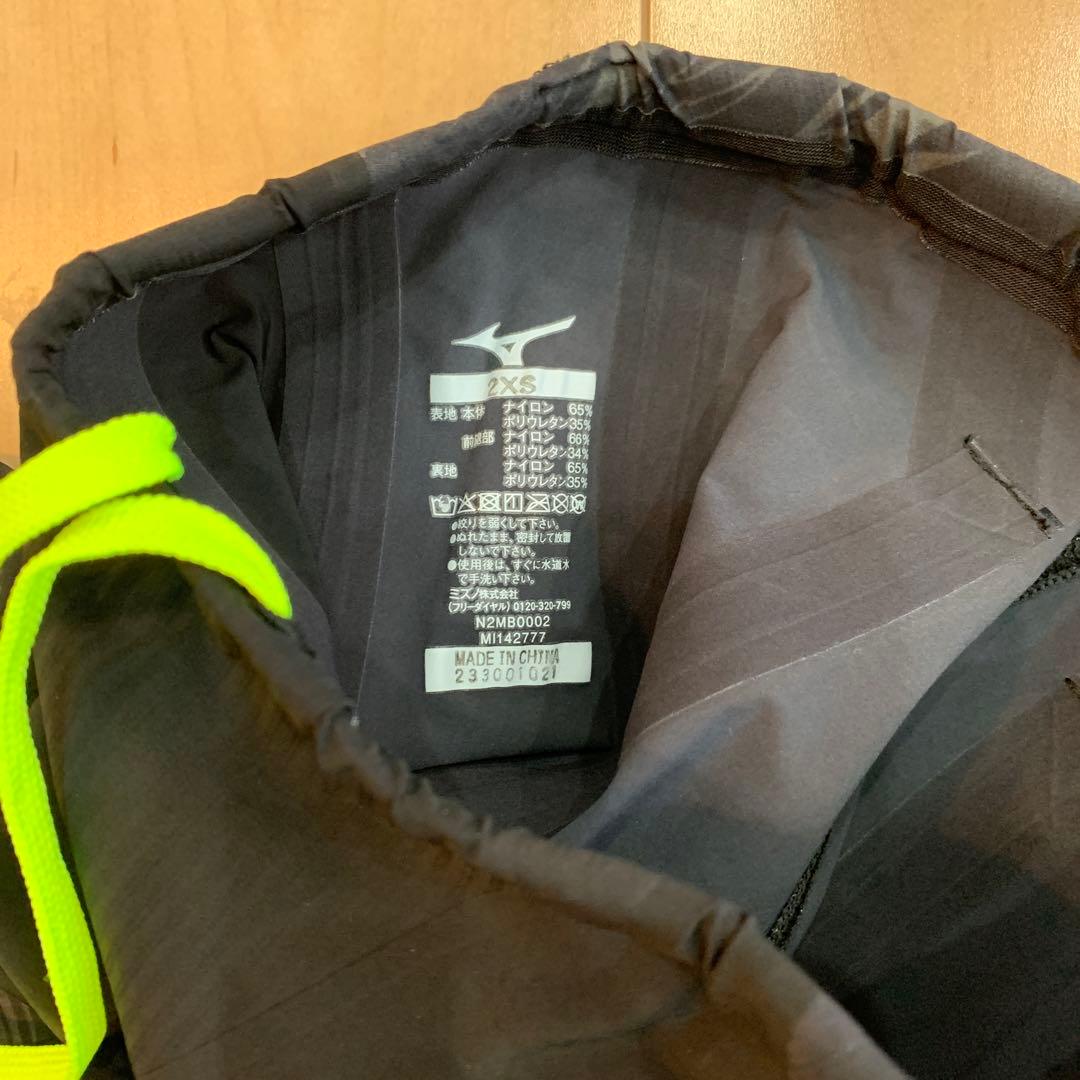 2XS
表地 本体 ナイロン 65%
ポリウレタン35%
ナイロン 66%
ポリウレタン34%
裏地 ナイロン 65%
ポリウレタン35%
●絞りを弱くして下さい。
●ぬれたまま、密封して放置
しないで下さい。
●使用後は、すぐに水道水
で手洗い下さい。
ミズノ株式会社
(フリーダイヤル) 0120-320-799
N2MB0002
MI142777
MADE IN CHINA
233001021